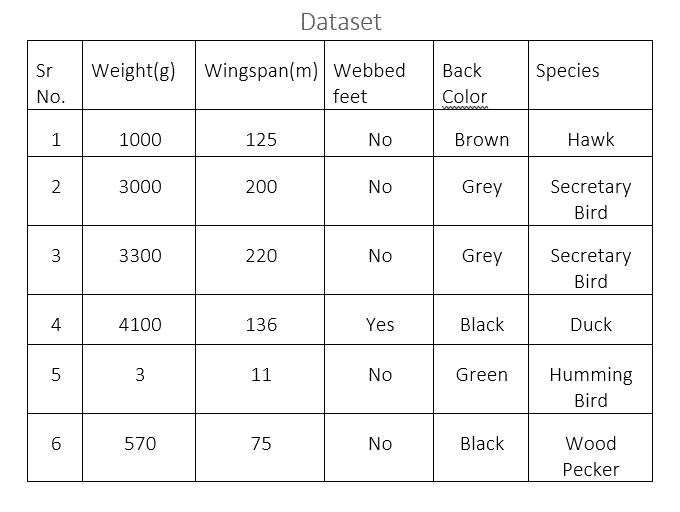 Dataset
Sr No. Weight(g) Wingspan(m) Webbed feet Back Color Species
1 1000 125 No Brown Hawk
2 3000 200 No Grey Secretary Bird
3 3300 220 No Grey Secretary Bird
4 4100 136 Yes Black Duck
5 3 11 No Green Humming Bird
6 570 75 No Black Wood Pecker